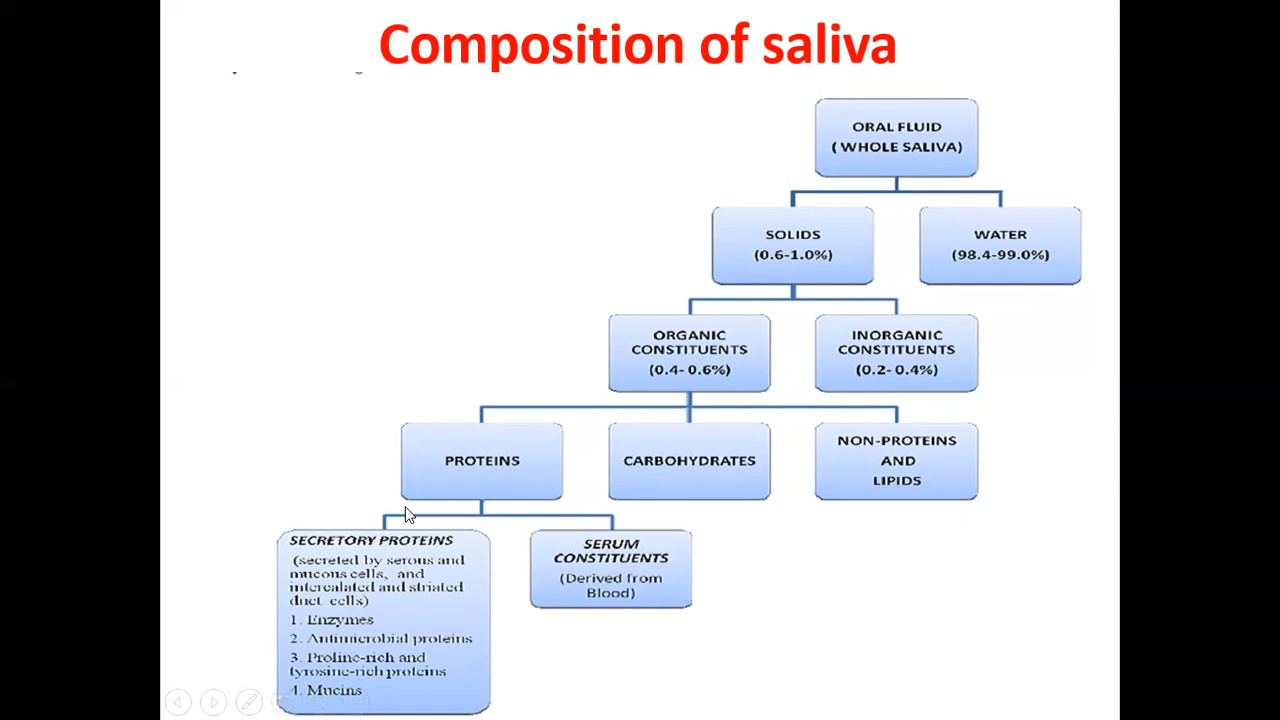 Composition of saliva
ORAL FLUID
( WHOLE SALIVA)
SOLIDS
(0.6-1.0%)
WATER
(98.4-99.0%)
ORGANIC
CONSTITUENTS
(0.4- 0.6%)
INORGANIC
CONSTITUENTS
(0.2- 0.4%)
PROTEINS
CARBOHYDRATES
NON-PROTEINS
AND
LIPIDS
SECRETORY PROTEINS
(secreted by serous and
mucous cells, and
intercalated and striated
duct cells)
1. Enzymes
2. Antimicrobial proteins
3. Proline-rich and
tyrosine-rich proteins
4. Mucins
SERUM
CONSTITUENTS
(Derived from
Blood)